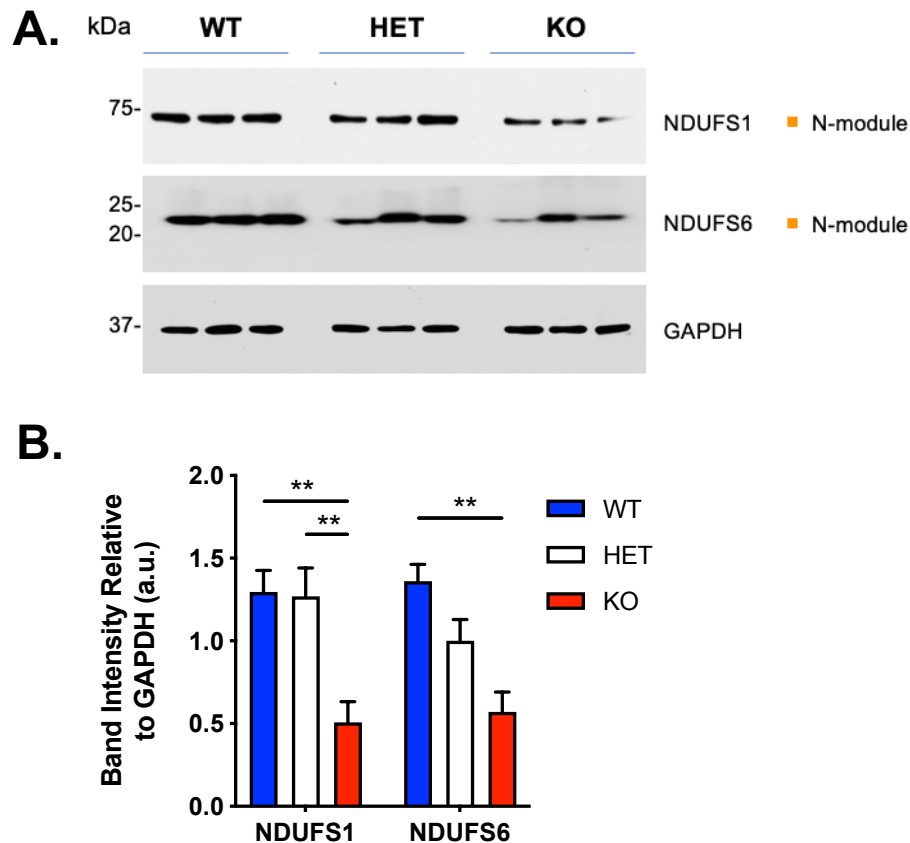 A.
kDa WT HET KO
75- NDUFS1 N-module
25-
20- NDUFS6 N-module
37- GAPDH
B.
Band Intensity Relative
to GAPDH (a.u.)
2.0
1.5
1.0
0.5
0.0
** ** **
NDUFS1 NDUFS6
WT
HET
KO